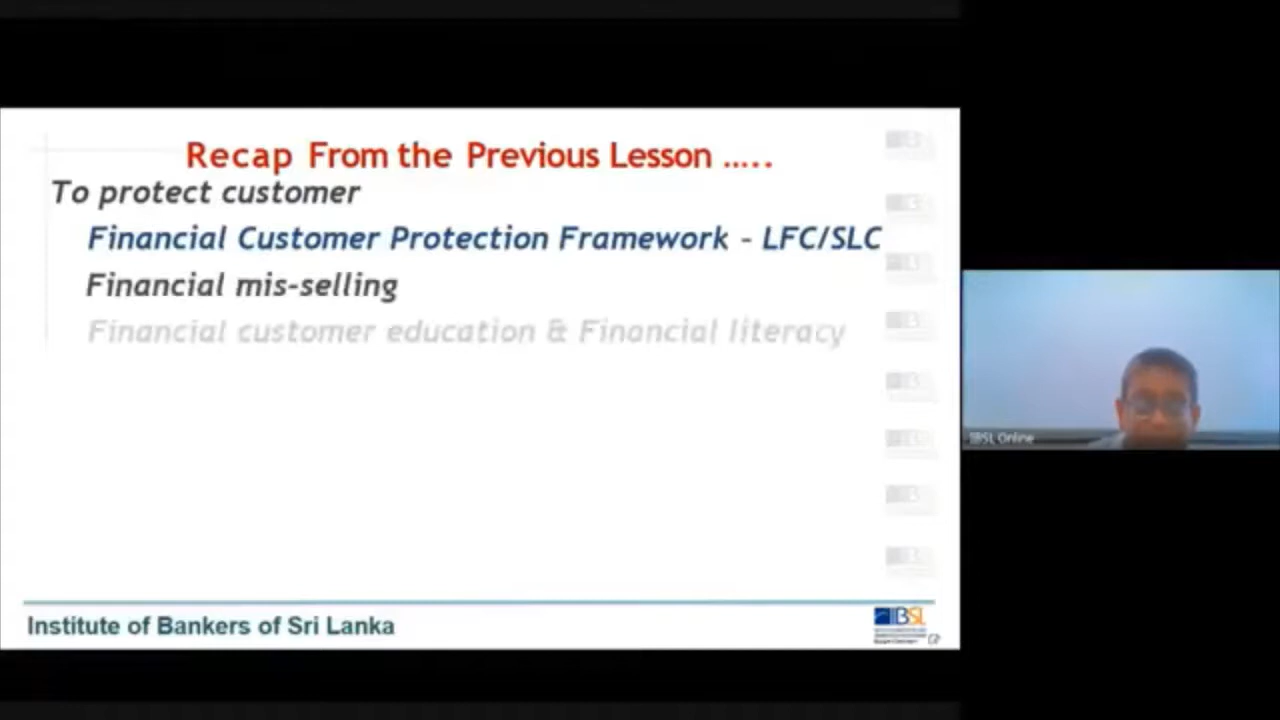 Recap From the Previous Lesson .....
To protect customer
Financial Customer Protection Framework - LFC/SLC
Financial mis-selling
Financial customer education & Financial literacy
IBSL Online
Institute of Bankers of Sri Lanka
IBSL